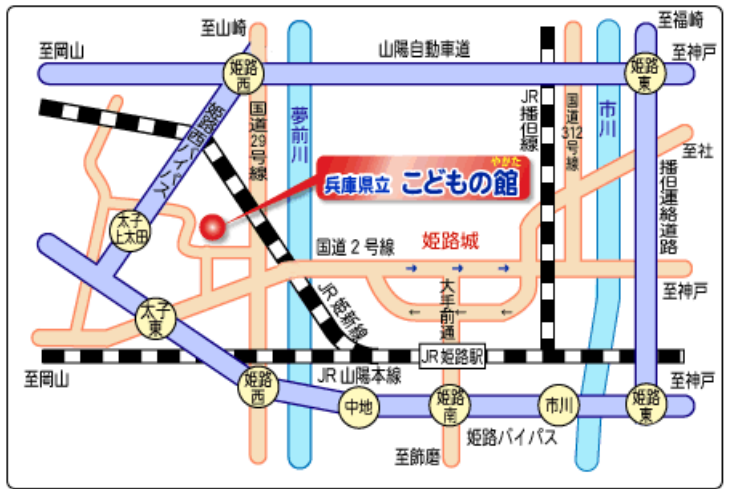 至山崎
至福崎
至岡山
山陽自動車道
至神戸
姫路
西
姫路
東
姫路西バイパス
国道29号線
夢前川
JR播但線
国道312号線
市川
至社
やかた
兵庫県立 こどもの館
播但連絡道路
太子
上太田
国道2号線
姫路城
→ → →
大手前通
← ←
至神戸
JR姫新線
太子
東
JR姫路駅
至岡山
JR山陽本線
至神戸
姫路
西
中地
姫路
南
市川
姫路
東
姫路バイパス
至飾磨